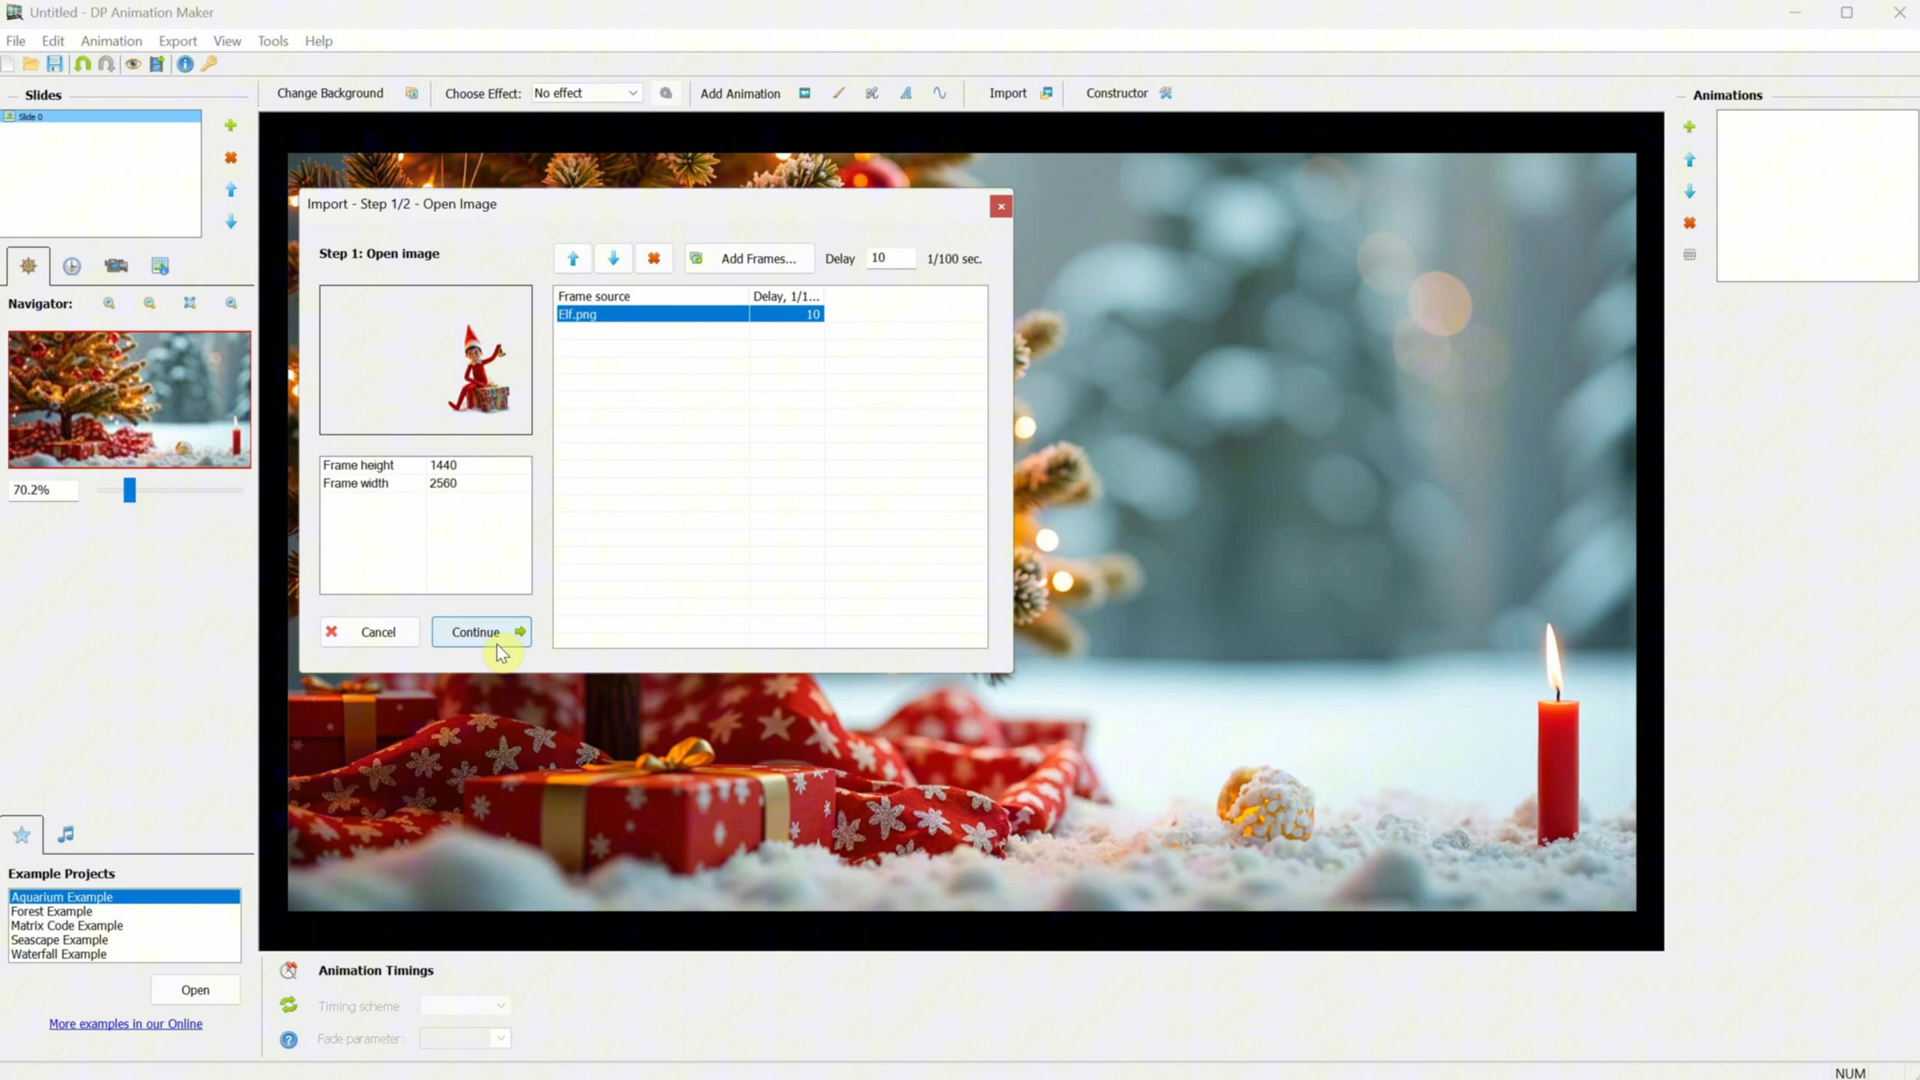 Untitled - DP Animation Maker
File Edit Animation Export View Tools Help
Slides
Change Background
Choose Effect: No effect
Add Animation
Import
Constructor
Animations
Slide 0
Import - Step 1/2 - Open Image
Step 1: Open image
Add Frames...
Delay 10 1/100 sec.
Frame source Delay, 1/1...
Elf.png 10
Navigator:
Frame height 1440
Frame width 2560
70.2%
Cancel
Continue
Example Projects
Aquarium Example
Forest Example
Matrix Code Example
Seascape Example
Waterfall Example
Open
More examples in our Online
Animation Timings
Timing scheme
Fade parameter:
NUM